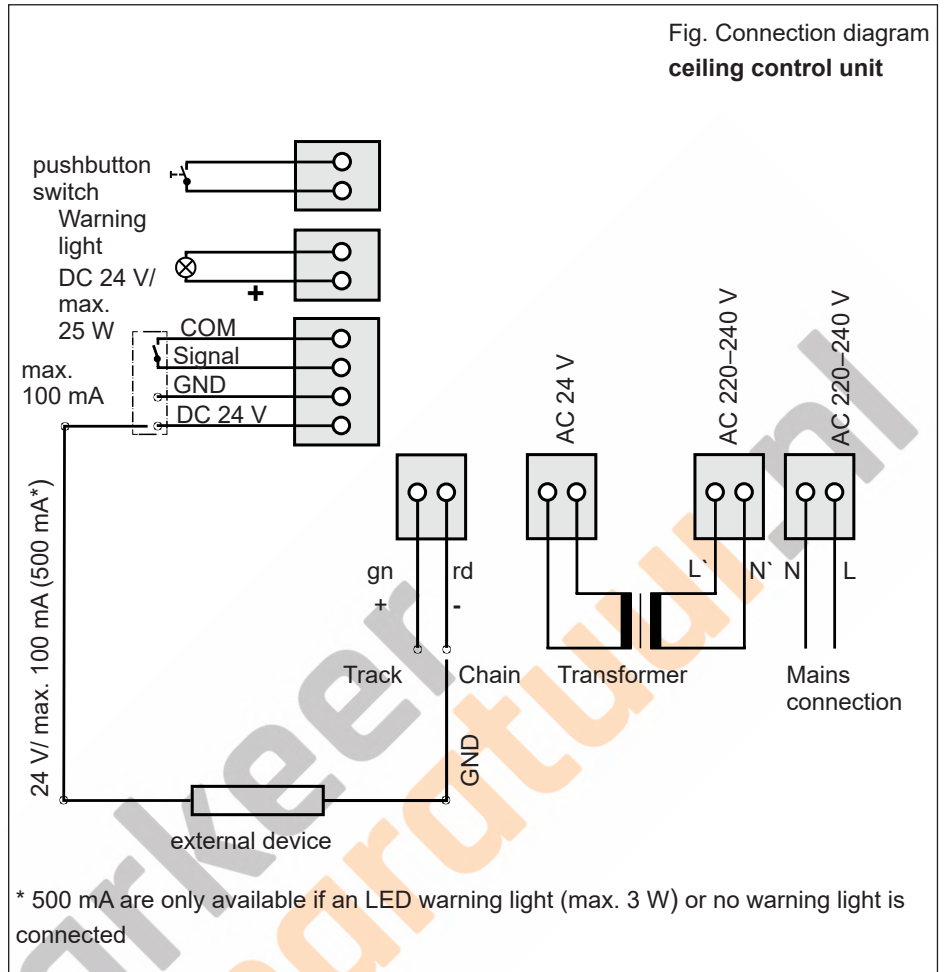 Fig. Connection diagram
ceiling control unit
pushbutton
switch
Warning
light
DC 24 V/
max.
25 W
+
COM
Signal
GND
DC 24 V
max.
100 mA
24 V/ max. 100 mA (500 mA*)
AC 24 V
AC 220–240 V
AC 220–240 V
gn
rd
+
-
L`
N`
N
L
Track
Chain
Transformer
Mains
connection
GND
external device
* 500 mA are only available if an LED warning light (max. 3 W) or no warning light is
connected
arkeer
ratuur.nl